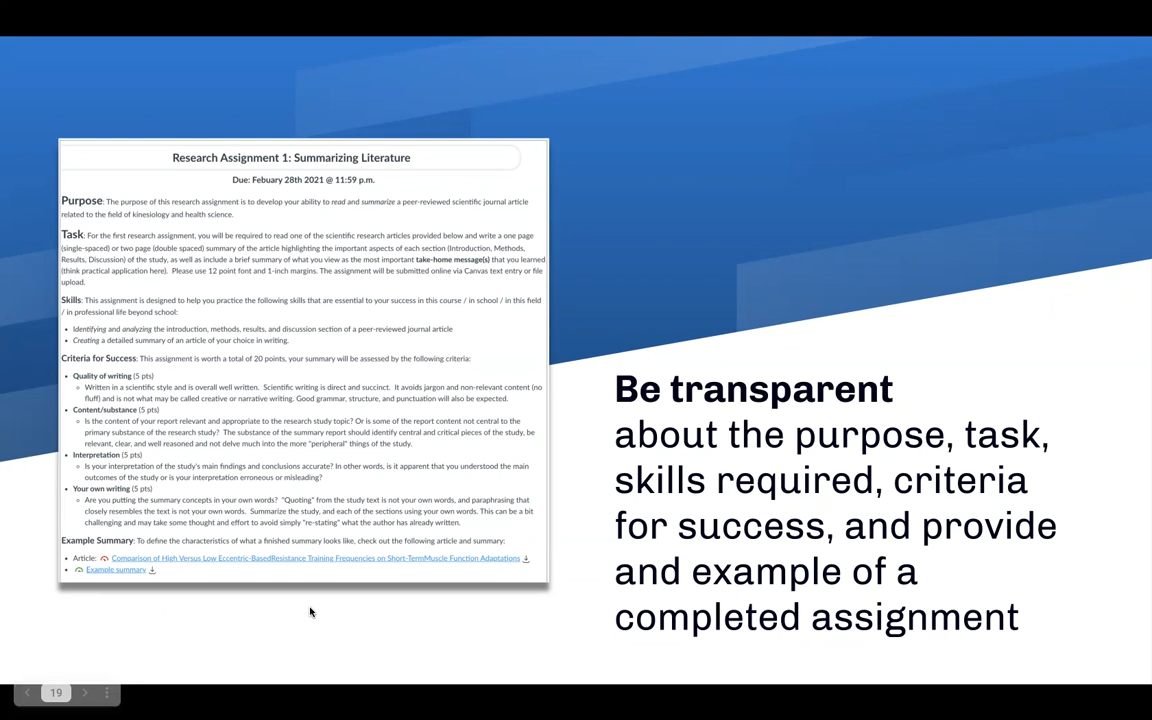 Research Assignment 1: Summarizing Literature
Due: Febuary 28th 2021 @ 11:59 p.m.
Purpose: The purpose of this research assignment is to develop your ability to read and summarize a peer-reviewed scientific journal article
related to the field of kinesiology and health science.
Task: For the first research assignment, you will be required to read one of the scientific research articles provided below and write a one page
(single-spaced) or two page (double spaced) summary of the article highlighting the important aspects of each section (Introduction, Methods,
Results, Discussion) of the study, as well as include a brief summary of what you view as the most important take-home message(s) that you learned
(think practical application here). Please use 12 point font and 1-inch margins. The assignment will be submitted online via Canvas text entry or file
upload.
Skills: This assignment is designed to help you practice the following skills that are essential to your success in this course / in school / in this field
/ in professional life beyond school:
• Identifying and analyzing the introduction, methods, results, and discussion section of a peer-reviewed journal article
• Creating a detailed summary of an article of your choice in writing.
Criteria for Success: This assignment is worth a total of 20 points, your summary will be assessed by the following criteria:
• Quality of writing (5 pts)
◦ Written in a scientific style and is overall well written. Scientific writing is direct and succinct. It avoids jargon and non-relevant content (no
fluff) and is not what may be called creative or narrative writing. Good grammar, structure, and punctuation will also be expected.
• Content/substance (5 pts)
◦ Is the content of your report relevant and appropriate to the research study topic? Or is some of the report content not central to the
primary substance of the research study? The substance of the summary report should identify central and critical pieces of the study, be
relevant, clear, and well reasoned and not delve much into the more "peripheral" things of the study.
• Interpretation (5 pts)
◦ Is your interpretation of the study's main findings and conclusions accurate? In other words, is it apparent that you understood the main
outcomes of the study or is your interpretation erroneous or misleading?
• Your own writing (5 pts)
◦ Are you putting the summary concepts in your own words? "Quoting" from the study text is not your own words, and paraphrasing that
closely resembles the text is not your own words. Summarize the study, and each of the sections using your own words. This can be a bit
challenging and may take some thought and effort to avoid simply "re-stating" what the author has already written.
Example Summary: To define the characteristics of what a finished summary looks like, check out the following article and summary:
• Article: Comparison of High Versus Low Eccentric-BasedResistance Training Frequencies on Short-TermMuscle Function Adaptations
• Example summary
Be transparent
about the purpose, task,
skills required, criteria
for success, and provide
and example of a
completed assignment
19